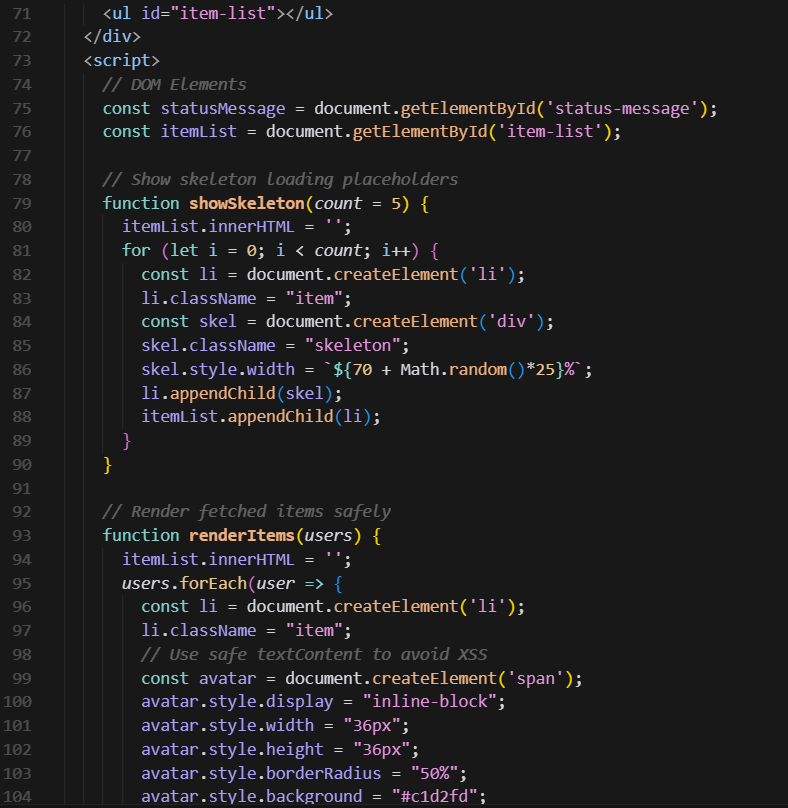 71 <ul id="item-list"></ul>
72 </div>
73 <script>
74 // DOM Elements
75 const statusMessage = document.getElementById('status-message');
76 const itemList = document.getElementById('item-list');
77
78 // Show skeleton loading placeholders
79 function showSkeleton(count = 5) {
80 itemList.innerHTML = '';
81 for (let i = 0; i < count; i++) {
82 const li = document.createElement('li');
83 li.className = "item";
84 const skel = document.createElement('div');
85 skel.className = "skeleton";
86 skel.style.width = `${70 + Math.random()*25}%`;
87 li.appendChild(skel);
88 itemList.appendChild(li);
89 }
90 }
91
92 // Render fetched items safely
93 function renderItems(users) {
94 itemList.innerHTML = '';
95 users.forEach(user => {
96 const li = document.createElement('li');
97 li.className = "item";
98 // Use safe textContent to avoid XSS
99 const avatar = document.createElement('span');
100 avatar.style.display = "inline-block";
101 avatar.style.width = "36px";
102 avatar.style.height = "36px";
103 avatar.style.borderRadius = "50%";
104 avatar.style.background = "#c1d2fd";